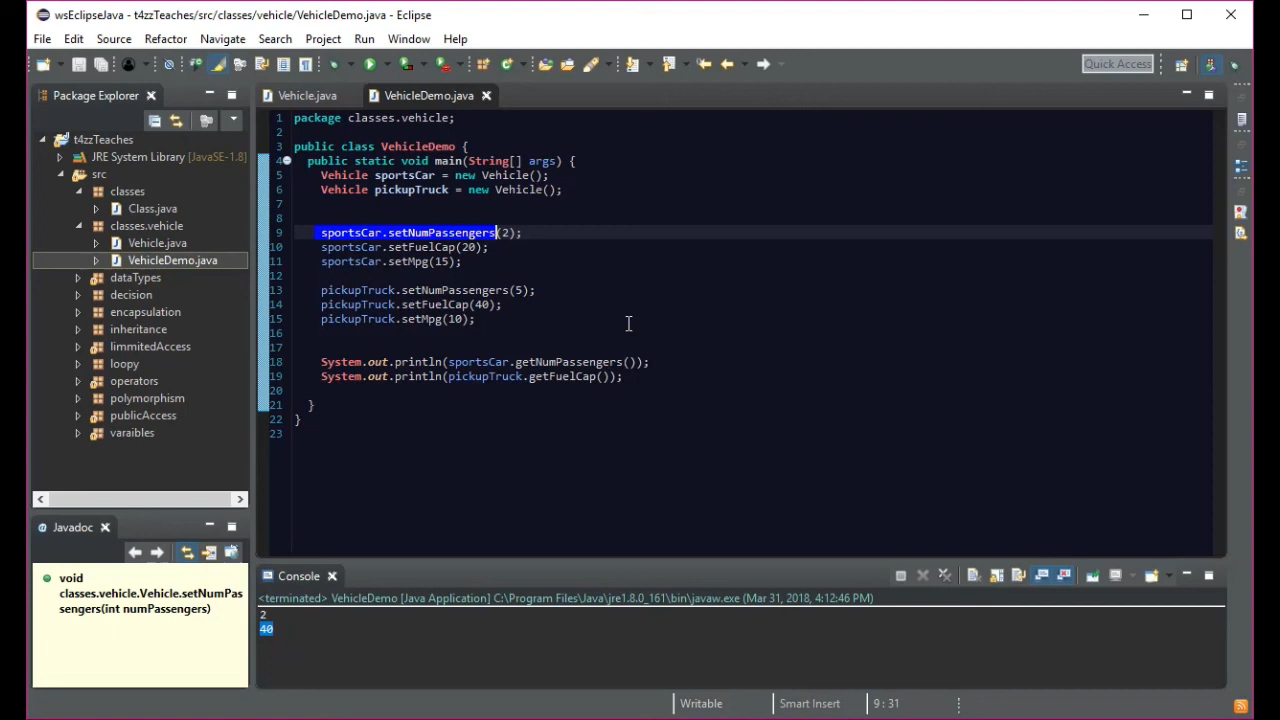 wsEclipseJava - t4zzTeaches/src/classes/vehicle/VehicleDemo.java - Eclipse
File Edit Source Refactor Navigate Search Project Run Window Help
Quick Access
Package Explorer
t4zzTeaches
JRE System Library [JavaSE-1.8]
src
classes
Class.java
classes.vehicle
Vehicle.java
VehicleDemo.java
dataTypes
decision
encapsulation
inheritance
limmitedAccess
loopy
operators
polymorphism
publicAccess
varaibles
Vehicle.java VehicleDemo.java
1 package classes.vehicle;
2
3 public class VehicleDemo {
4 public static void main(String[] args) {
5 Vehicle sportsCar = new Vehicle();
6 Vehicle pickupTruck = new Vehicle();
7
8
9 sportsCar.setNumPassengers(2);
10 sportsCar.setFuelCap(20);
11 sportsCar.setMpg(15);
12
13 pickupTruck.setNumPassengers(5);
14 pickupTruck.setFuelCap(40);
15 pickupTruck.setMpg(10);
16
17
18 System.out.println(sportsCar.getNumPassengers());
19 System.out.println(pickupTruck.getFuelCap());
20
21 }
22 }
23
Javadoc
void
classes.vehicle.Vehicle.setNumPas
sengers(int numPassengers)
Console
<terminated> VehicleDemo [Java Application] C:\Program Files\Java\jre1.8.0_161\bin\javaw.exe (Mar 31, 2018, 4:12:46 PM)
2
40
Writable Smart Insert 9 : 31